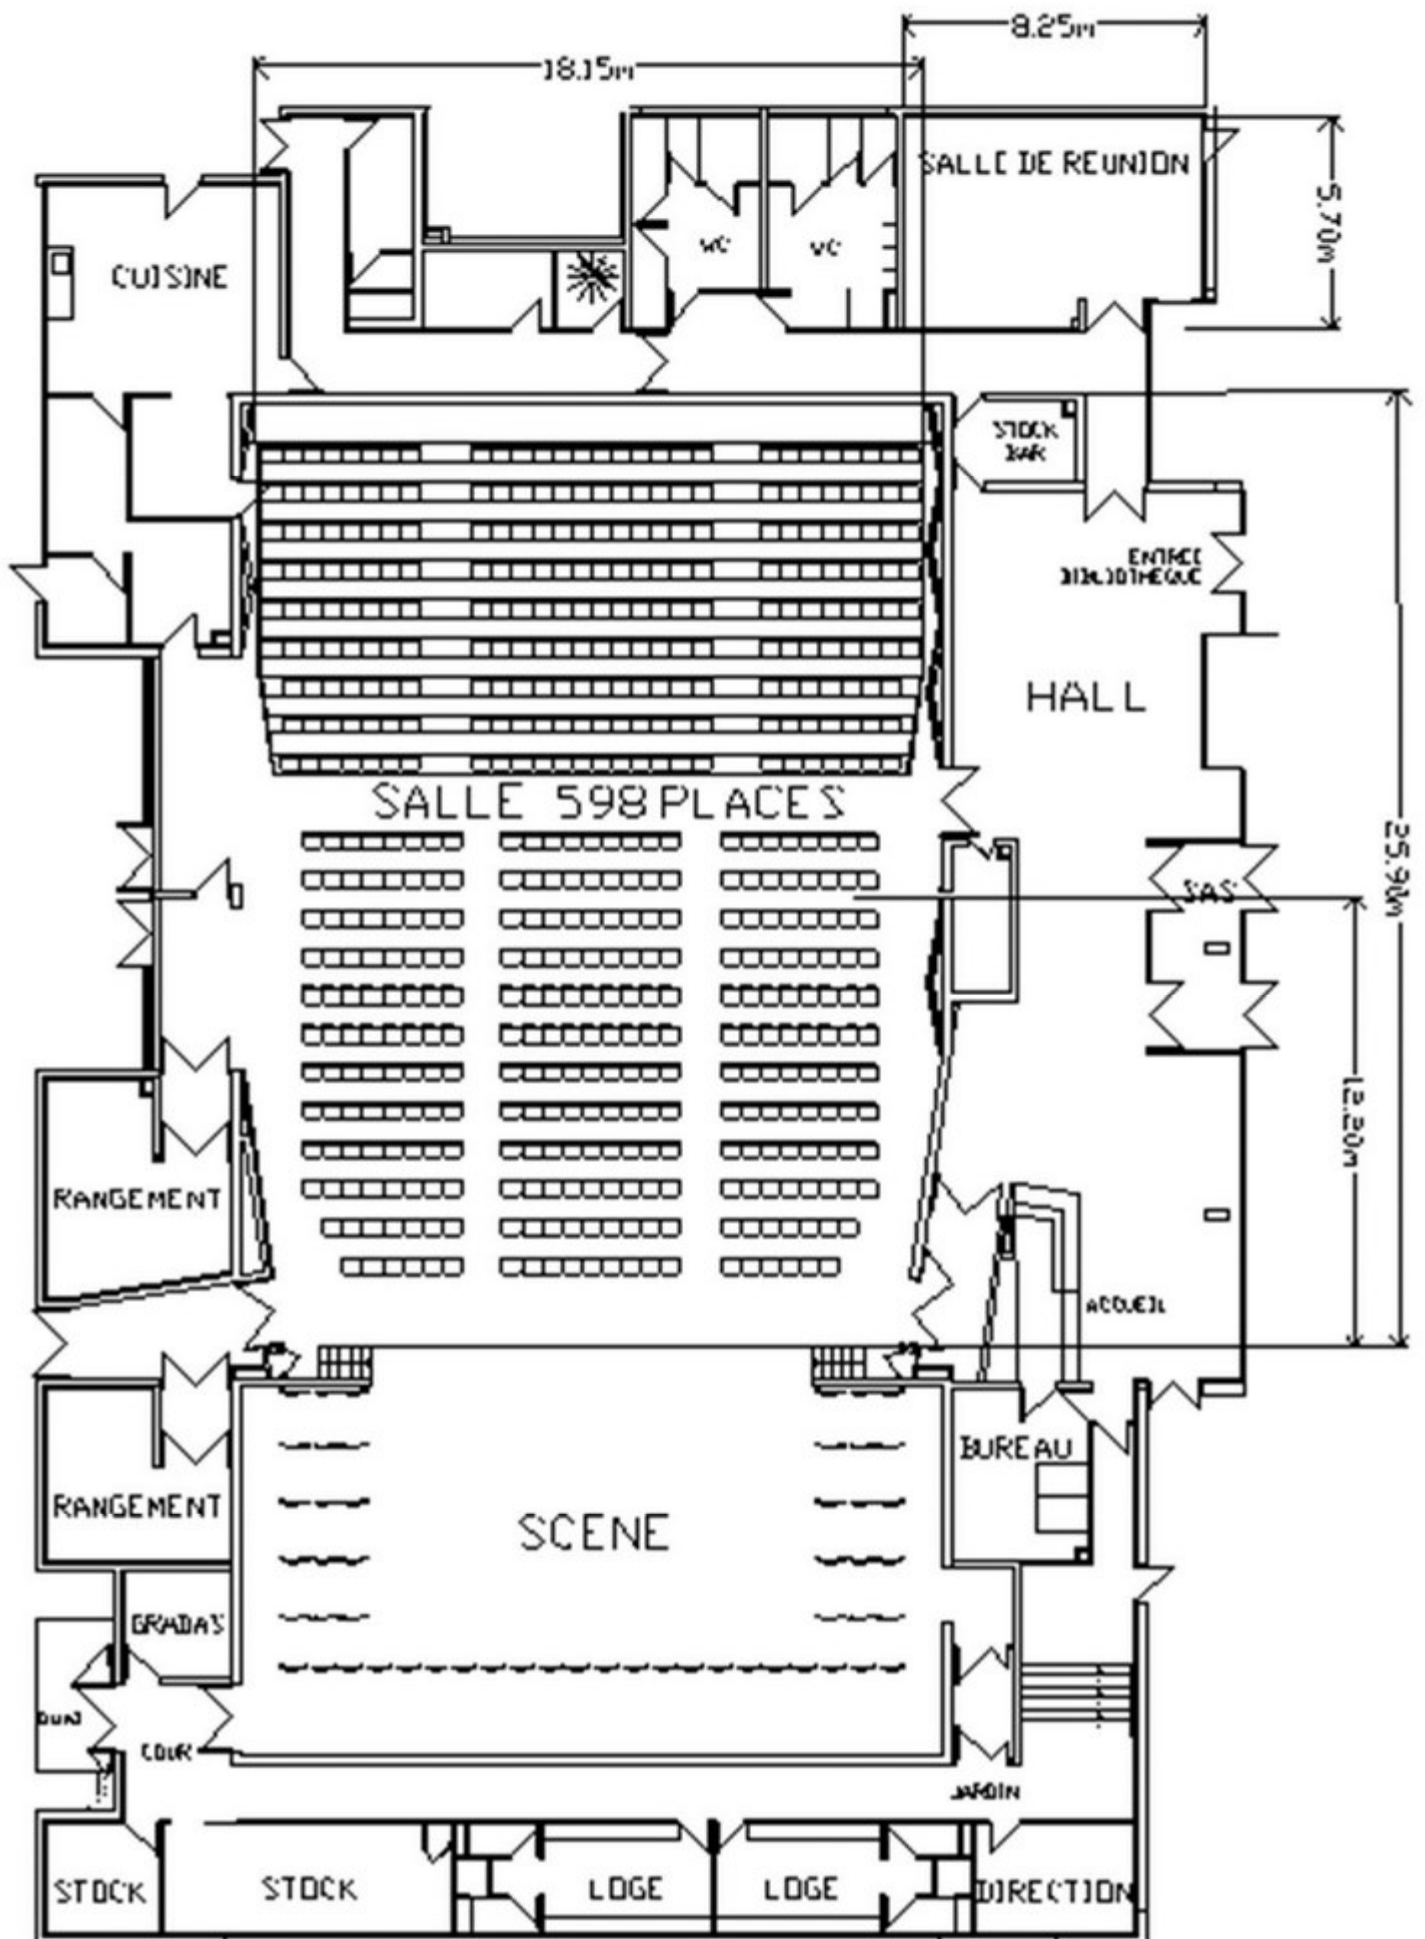 8.25m
18.15m
SALLE DE REUNION
5.70m
WC
WC
CUISINE
STOCK
BAR
ENTREE
BIBLIOTHEQUE
HALL
SALLE 598 PLACES
SAS
25.90m
12.20m
RANGEMENT
ACCUEIL
BUREAU
RANGEMENT
SCENE
GRADAS
COUR
JARDIN
STOCK
STOCK
LOGE
LOGE
DIRECTION